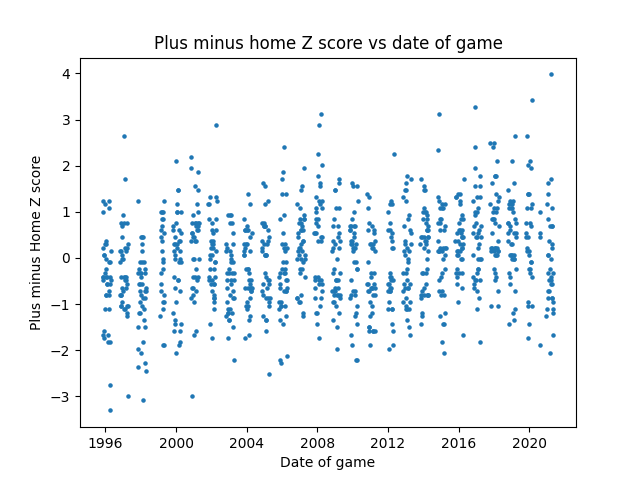 Plus minus home Z score vs date of game
Plus minus Home Z score
4
3
2
1
0
−1
−2
−3
1996 2000 2004 2008 2012 2016 2020
Date of game